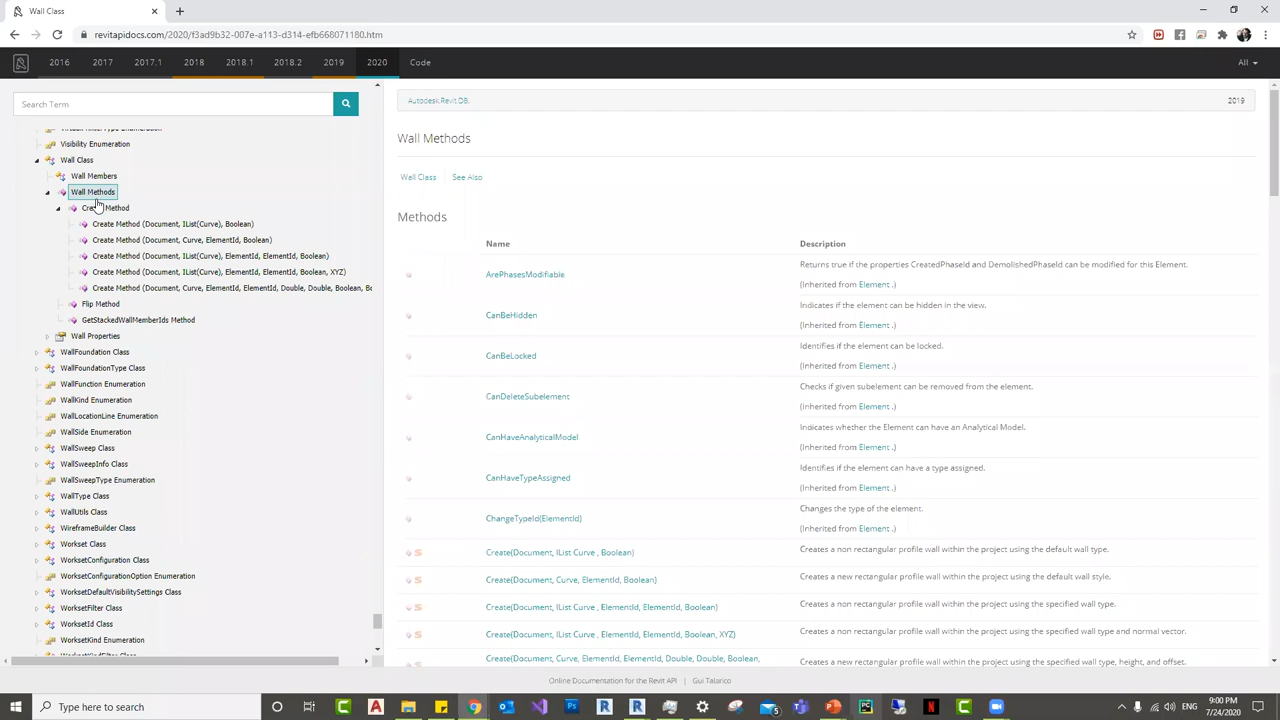 Wall Class
revitapidocs.com/2020/f3ad9b32-007e-a113-d314-efb668071180.htm
2016 2017 2017.1 2018 2018.1 2018.2 2019 2020 Code All
Search Term
Visibility Enumeration
Wall Class
Wall Members
Wall Methods
Method
Create Method (Document, IList(Curve), Boolean)
Create Method (Document, Curve, ElementId, Boolean)
Create Method (Document, IList(Curve), ElementId, ElementId, Boolean)
Create Method (Document, IList(Curve), ElementId, ElementId, Boolean, XYZ)
Create Method (Document, Curve, ElementId, ElementId, Double, Double, Boolean, Bo
Flip Method
GetStackedWallMemberIds Method
Wall Properties
WallFoundation Class
WallFoundationType Class
WallFunction Enumeration
WallKind Enumeration
WallLocationLine Enumeration
WallSide Enumeration
WallSweep Class
WallSweepInfo Class
WallSweepType Enumeration
WallType Class
WallUtils Class
WireframeBuilder Class
Workset Class
WorksetConfiguration Class
WorksetConfigurationOption Enumeration
WorksetDefaultVisibilitySettings Class
WorksetFilter Class
WorksetId Class
WorksetKind Enumeration
Autodesk.Revit.DB. 2019
Wall Methods
Wall Class See Also
Methods
Name Description
ArePhasesModifiable Returns true if the properties CreatedPhaseId and DemolishedPhaseId can be modified for this Element.
(Inherited from Element .)
CanBeHidden Indicates if the element can be hidden in the view.
(Inherited from Element .)
CanBeLocked Identifies if the element can be locked.
(Inherited from Element .)
CanDeleteSubelement Checks if given subelement can be removed from the element.
(Inherited from Element .)
CanHaveAnalyticalModel Indicates whether the Element can have an Analytical Model.
(Inherited from Element .)
CanHaveTypeAssigned Identifies if the element can have a type assigned.
(Inherited from Element .)
ChangeTypeId(ElementId) Changes the type of the element.
(Inherited from Element .)
S Create(Document, IList Curve , Boolean) Creates a non rectangular profile wall within the project using the default wall type.
S Create(Document, Curve, ElementId, Boolean) Creates a new rectangular profile wall within the project using the default wall style.
S Create(Document, IList Curve , ElementId, ElementId, Boolean) Creates a non rectangular profile wall within the project using the specified wall type.
S Create(Document, IList Curve , ElementId, ElementId, Boolean, XYZ) Creates a non rectangular profile wall within the project using the specified wall type and normal vector.
Create(Document, Curve, ElementId, ElementId, Double, Double, Boolean, Creates a new rectangular profile wall within the project using the specified wall type, height, and offset.
Online Documentation for the Revit API | Gui Talarico
Type here to search
9:00 PM
7/24/2020